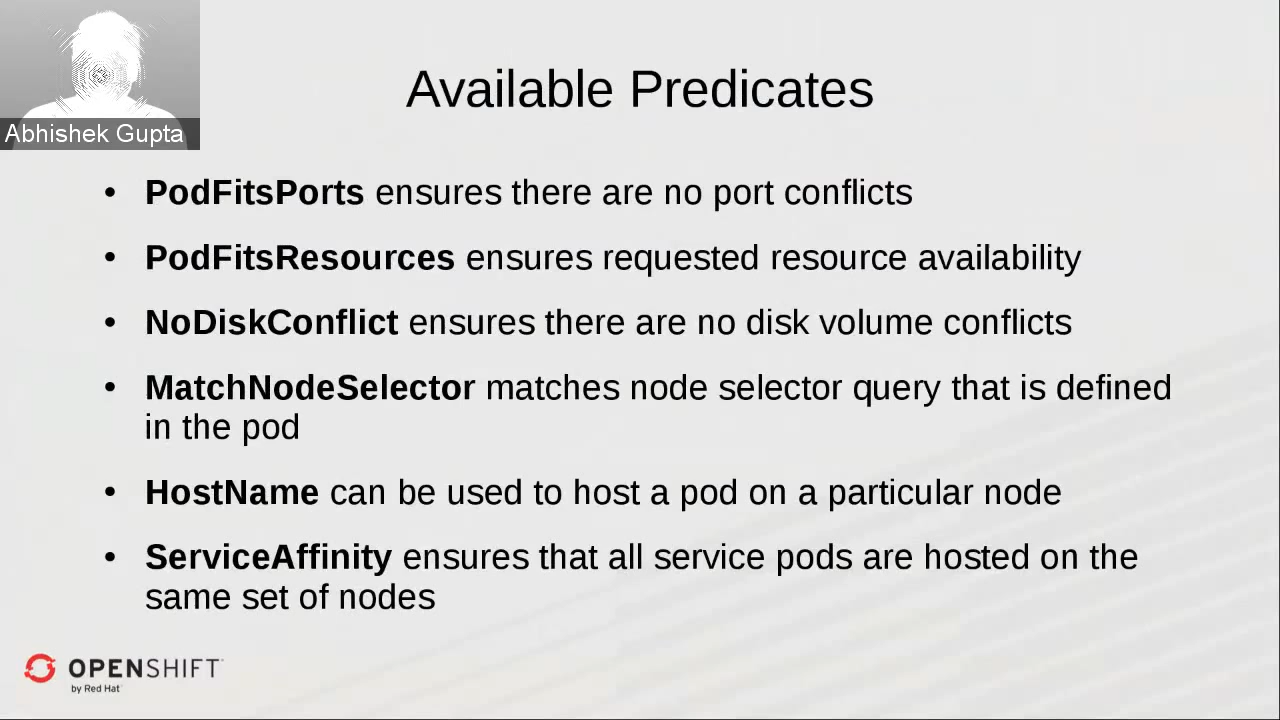 Abhishek Gupta
Available Predicates
• PodFitsPorts ensures there are no port conflicts
• PodFitsResources ensures requested resource availability
• NoDiskConflict ensures there are no disk volume conflicts
• MatchNodeSelector matches node selector query that is defined
in the pod
• HostName can be used to host a pod on a particular node
• ServiceAffinity ensures that all service pods are hosted on the
same set of nodes
OPENSHIFT
by Red Hat